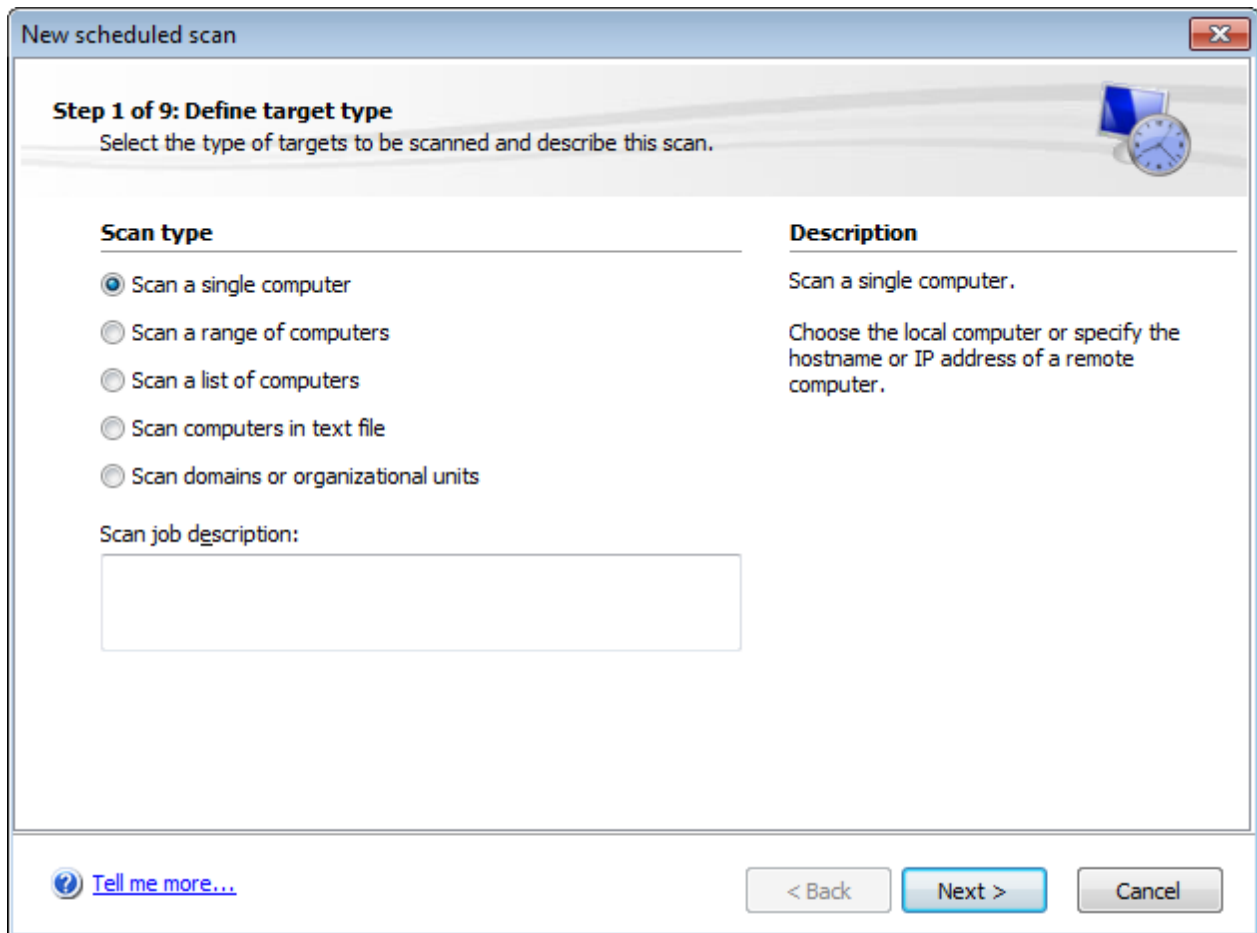 New scheduled scan
Step 1 of 9: Define target type
Select the type of targets to be scanned and describe this scan.
Scan type
Scan a single computer
Scan a range of computers
Scan a list of computers
Scan computers in text file
Scan domains or organizational units
Scan job description:
Description
Scan a single computer.
Choose the local computer or specify the
hostname or IP address of a remote
computer.
Tell me more...
< Back
Next >
Cancel